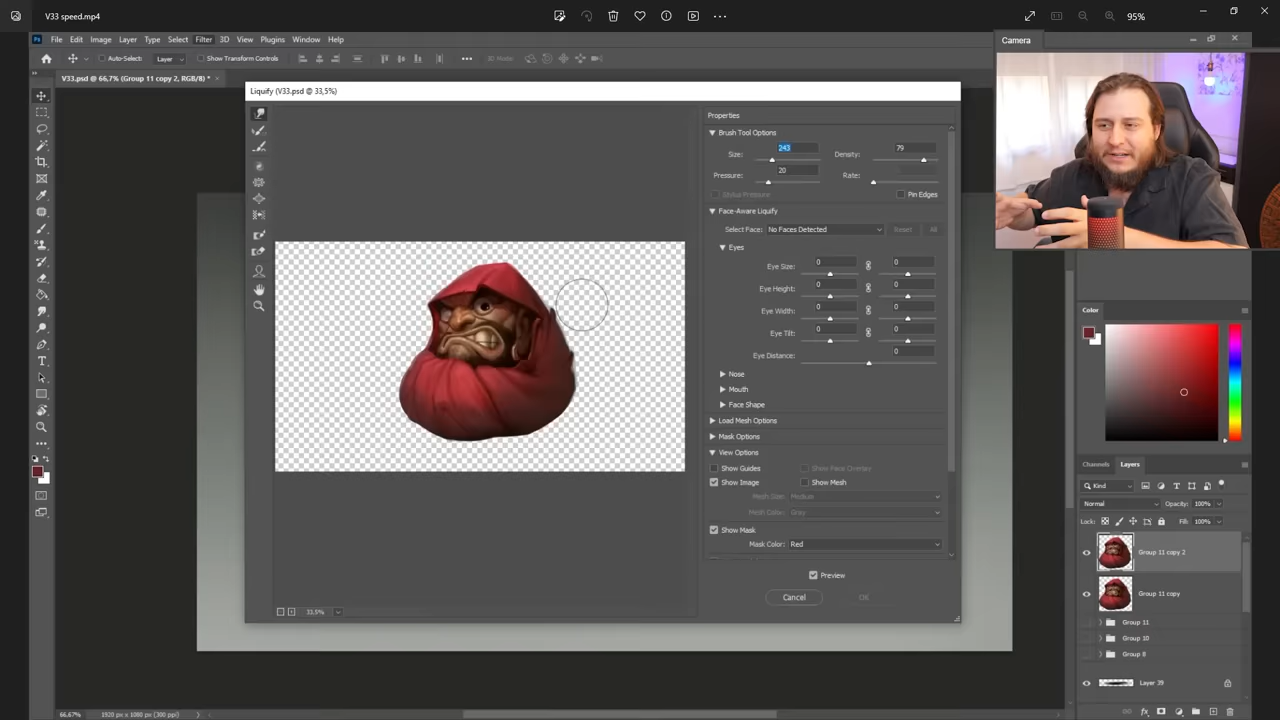 V33 speed.mp4
95%
File Edit Image Layer Type Select Filter 3D View Plugins Window Help
Camera
Auto-Select: Layer Show Transform Controls 3D Mode:
V33.psd @ 66,7% (Group 11 copy 2, RGB/8) *
Liquify (V33.psd @ 33,5%)
Properties
Brush Tool Options
Size: 243 Density: 79
Pressure: 20 Rate:
Stylus Pressure Pin Edges
Face-Aware Liquify
Select Face: No Faces Detected Reset All
Eyes
Eye Size: 0 0
Eye Height: 0 0
Eye Width: 0 0
Eye Tilt: 0 0
Eye Distance: 0
Nose
Mouth
Face Shape
Load Mesh Options
Mask Options
View Options
Show Guides Show Face Overlay
Show Image Show Mesh
Mesh Size: Medium
Mesh Color: Gray
Show Mask
Mask Color: Red
Preview
Cancel OK
33,5%
Color
Channels Layers
Kind
Normal Opacity: 100%
Lock: Fill: 100%
Group 11 copy 2
Group 11 copy
Group 11
Group 10
Group 8
Layer 39
66,67% 1920 px x 1080 px (300 ppi)